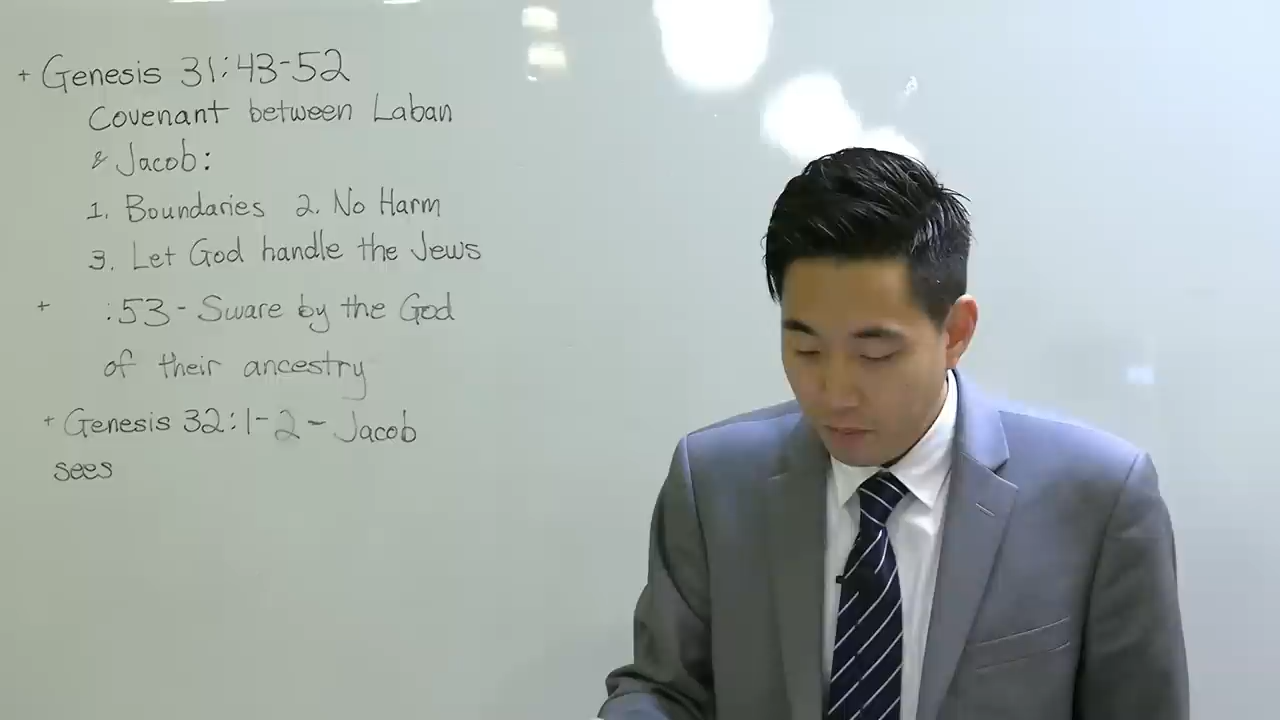 + Genesis 31:43-52
Covenant between Laban
& Jacob:
1. Boundaries 2. No Harm
3. Let God handle the Jews
+ :53 - Sware by the God
of their ancestry
+ Genesis 32:1-2 - Jacob
sees